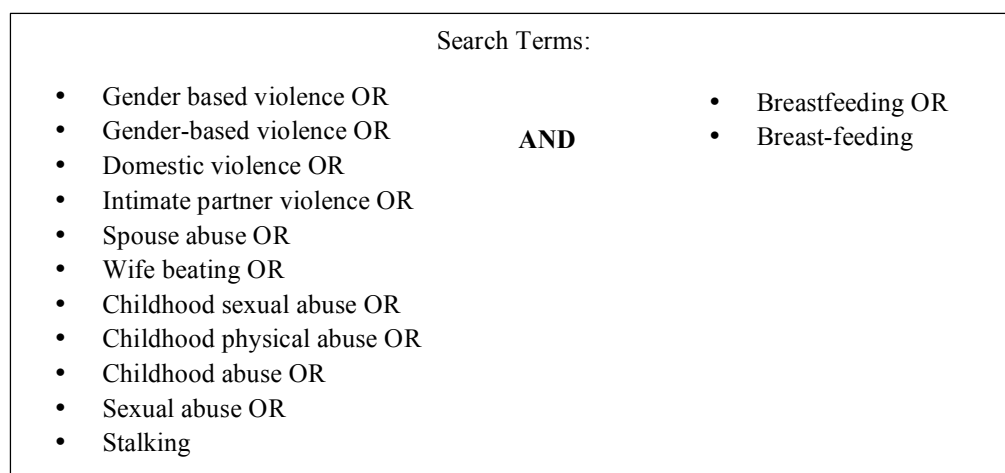 Search Terms:
• Gender based violence OR
• Gender-based violence OR
• Domestic violence OR
• Intimate partner violence OR
• Spouse abuse OR
• Wife beating OR
• Childhood sexual abuse OR
• Childhood physical abuse OR
• Childhood abuse OR
• Sexual abuse OR
• Stalking
AND
• Breastfeeding OR
• Breast-feeding